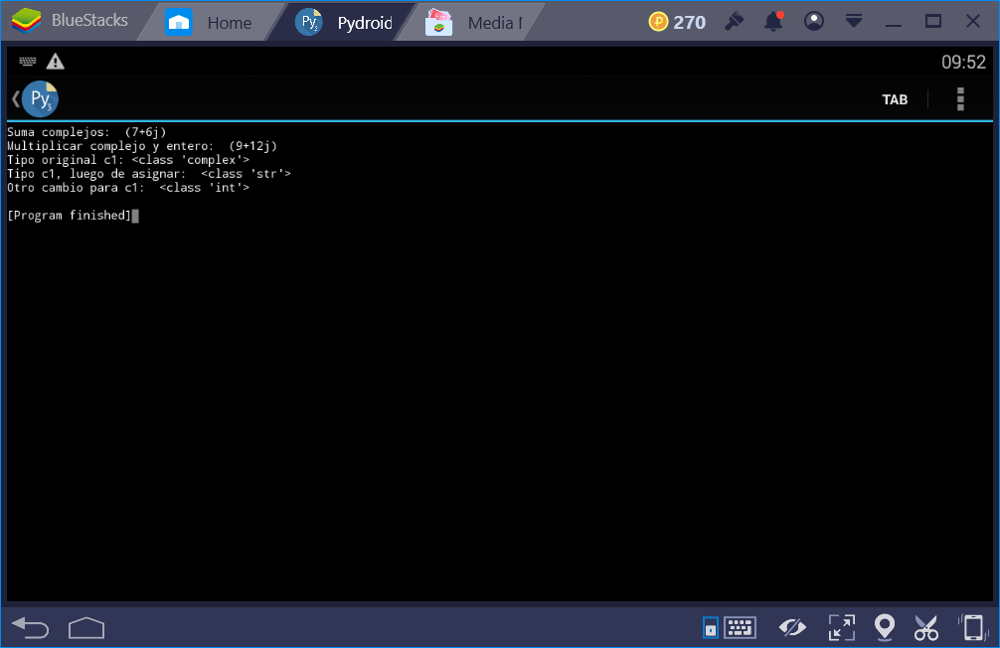 BlueStacks Home Pydroid Media 270
09:52
Py3 TAB
Suma complejos:  (7+6j)
Multiplicar complejo y entero:  (9+12j)
Tipo original c1: <class 'complex'>
Tipo c1, luego de asignar:  <class 'str'>
Otro cambio para c1:  <class 'int'>
[Program finished]